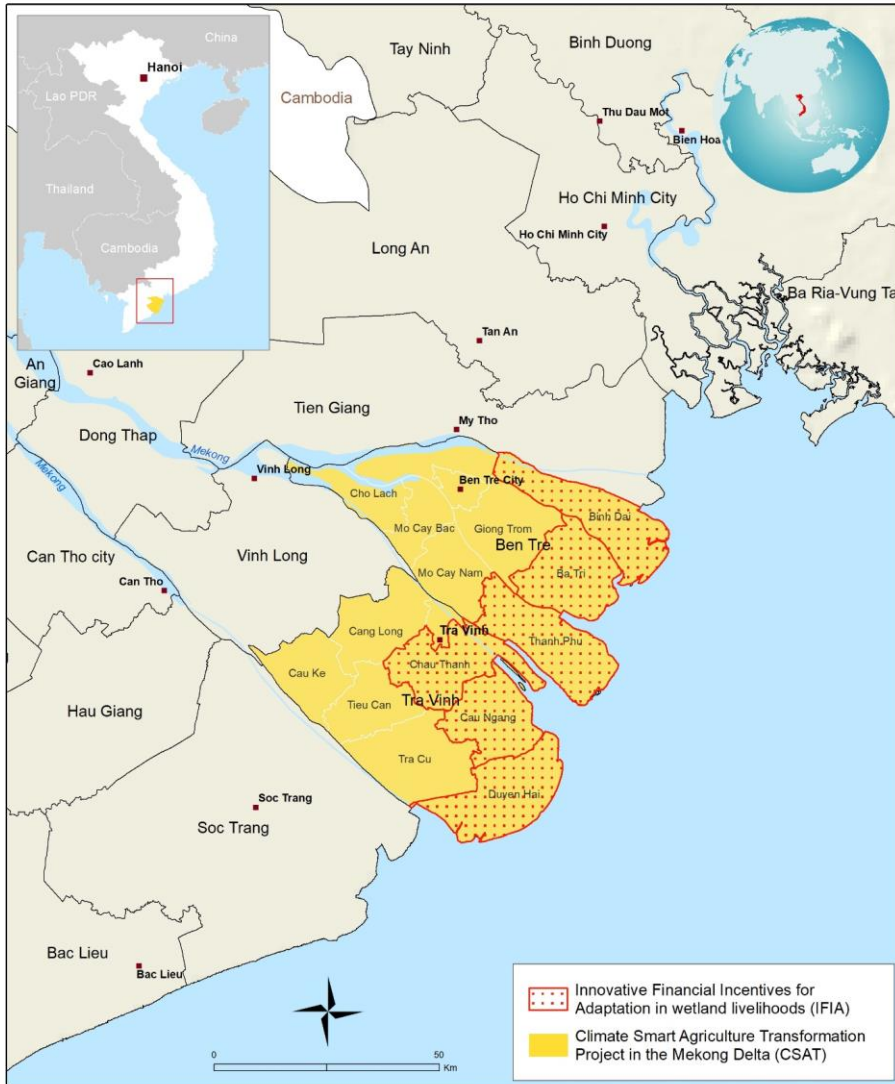 China
Hanoi
Lao PDR
Thailand
Cambodia
Tay Ninh
Binh Duong
Cambodia
Thu Dau Mot
Bien Hoa
Ho Chi Minh City
Ho Chi Minh City
Long An
Ba Ria-Vung Ta
Tan An
An
Giang
Cao Lanh
Tien Giang
My Tho
Dong Thap
Mekong
Mekong
Vinh Long
Ben Tre City
Cho Lach
Binh Dai
Mo Cay Bac
Giong Trom
Ben Tre
Can Tho city
Vinh Long
Mo Cay Nam
Ba Tri
Can Tho
Cang Long
Tra Vinh
Thanh Phu
Chau Thanh
Cau Ke
Hau Giang
Tieu Can
Tra Vinh
Cau Ngang
Tra Cu
Duyen Hai
Soc Trang
Soc Trang
Bac Lieu
Bac Lieu
Innovative Financial Incentives for
Adaptation in wetland livelihoods (IFIA)
Climate Smart Agriculture Transformation
Project in the Mekong Delta (CSAT)
0 50
Km